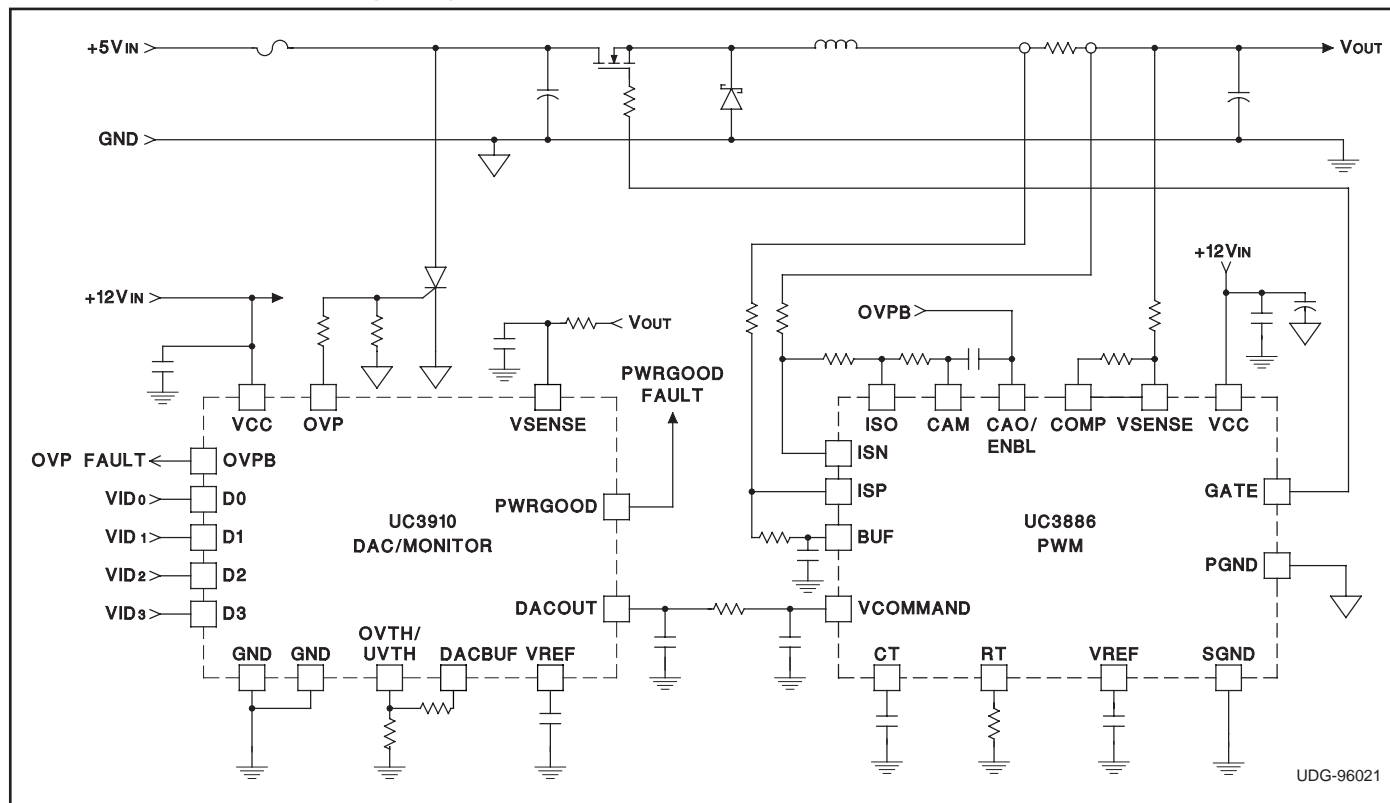 +5VIN
VOUT
GND
+12VIN
+12VIN
OVPB
VOUT
PWRGOOD
FAULT
VCC
OVP
VSENSE
ISO
CAM
CAO/
ENBL
COMP
VSENSE
VCC
OVP FAULT
OVPB
ISN
VID0
D0
ISP
GATE
PWRGOOD
UC3910
DAC/MONITOR
UC3886
PWM
VID1
D1
BUF
PGND
VID2
D2
VID3
D3
DACOUT
VCOMMAND
GND
GND
OVTH/
UVTH
DACBUF
VREF
CT
RT
VREF
SGND
UDG-96021